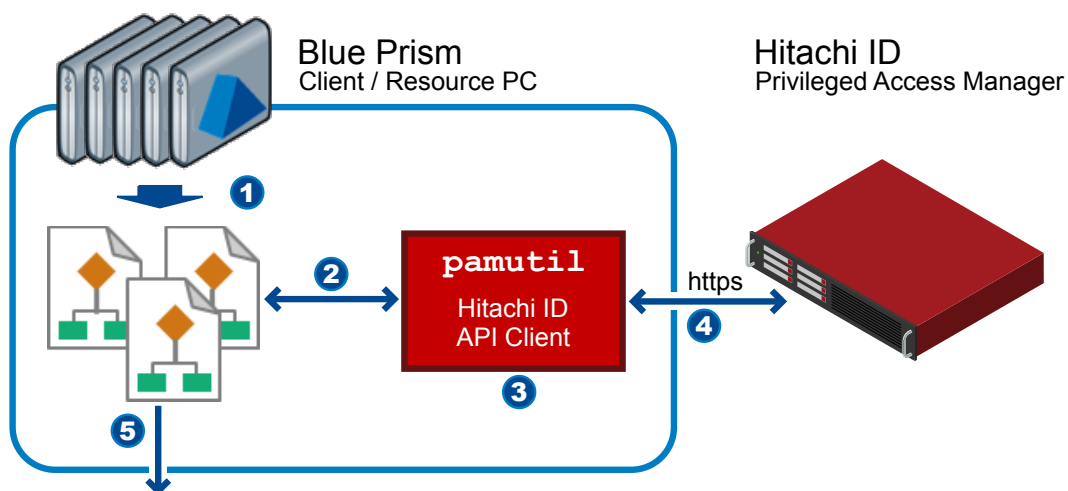 Blue Prism
Client / Resource PC
Hitachi ID
Privileged Access Manager
1
2
pamutil
Hitachi ID
API Client
3
https
4
5